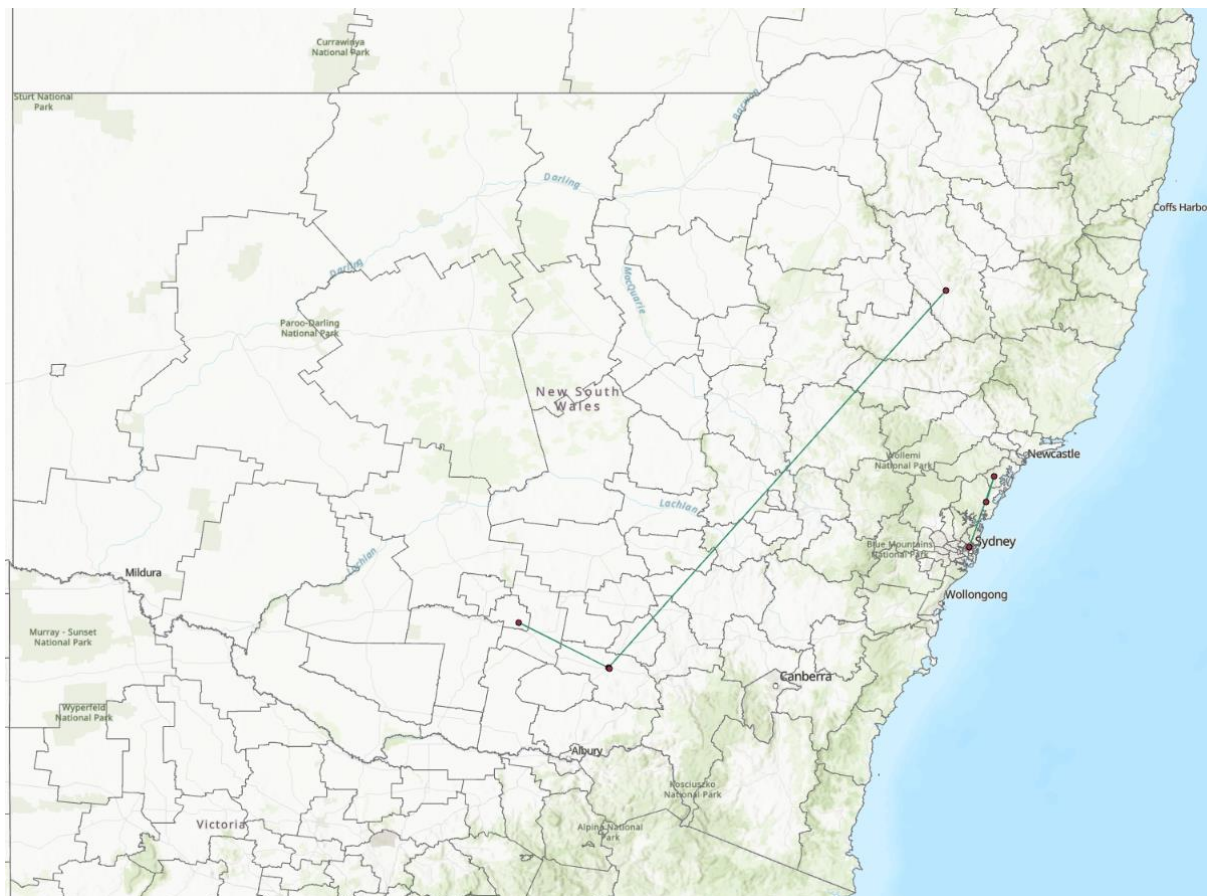 Currawinya
National Park
Sturt National
Park
Barwon
Darling
Coffs Harbo
Darling
Macquarie
Paroo-Darling
National Park
New South
Wales
Wollemi
National Park
Newcastle
Lachlan
Sydney
Blue Mountains
National Park
Lachlan
Mildura
Wollongong
Murray - Sunset
National Park
Canberra
Wyperfeld
National Park
Albury
Kosciuszko
National Park
Victoria
Alpine National
Park